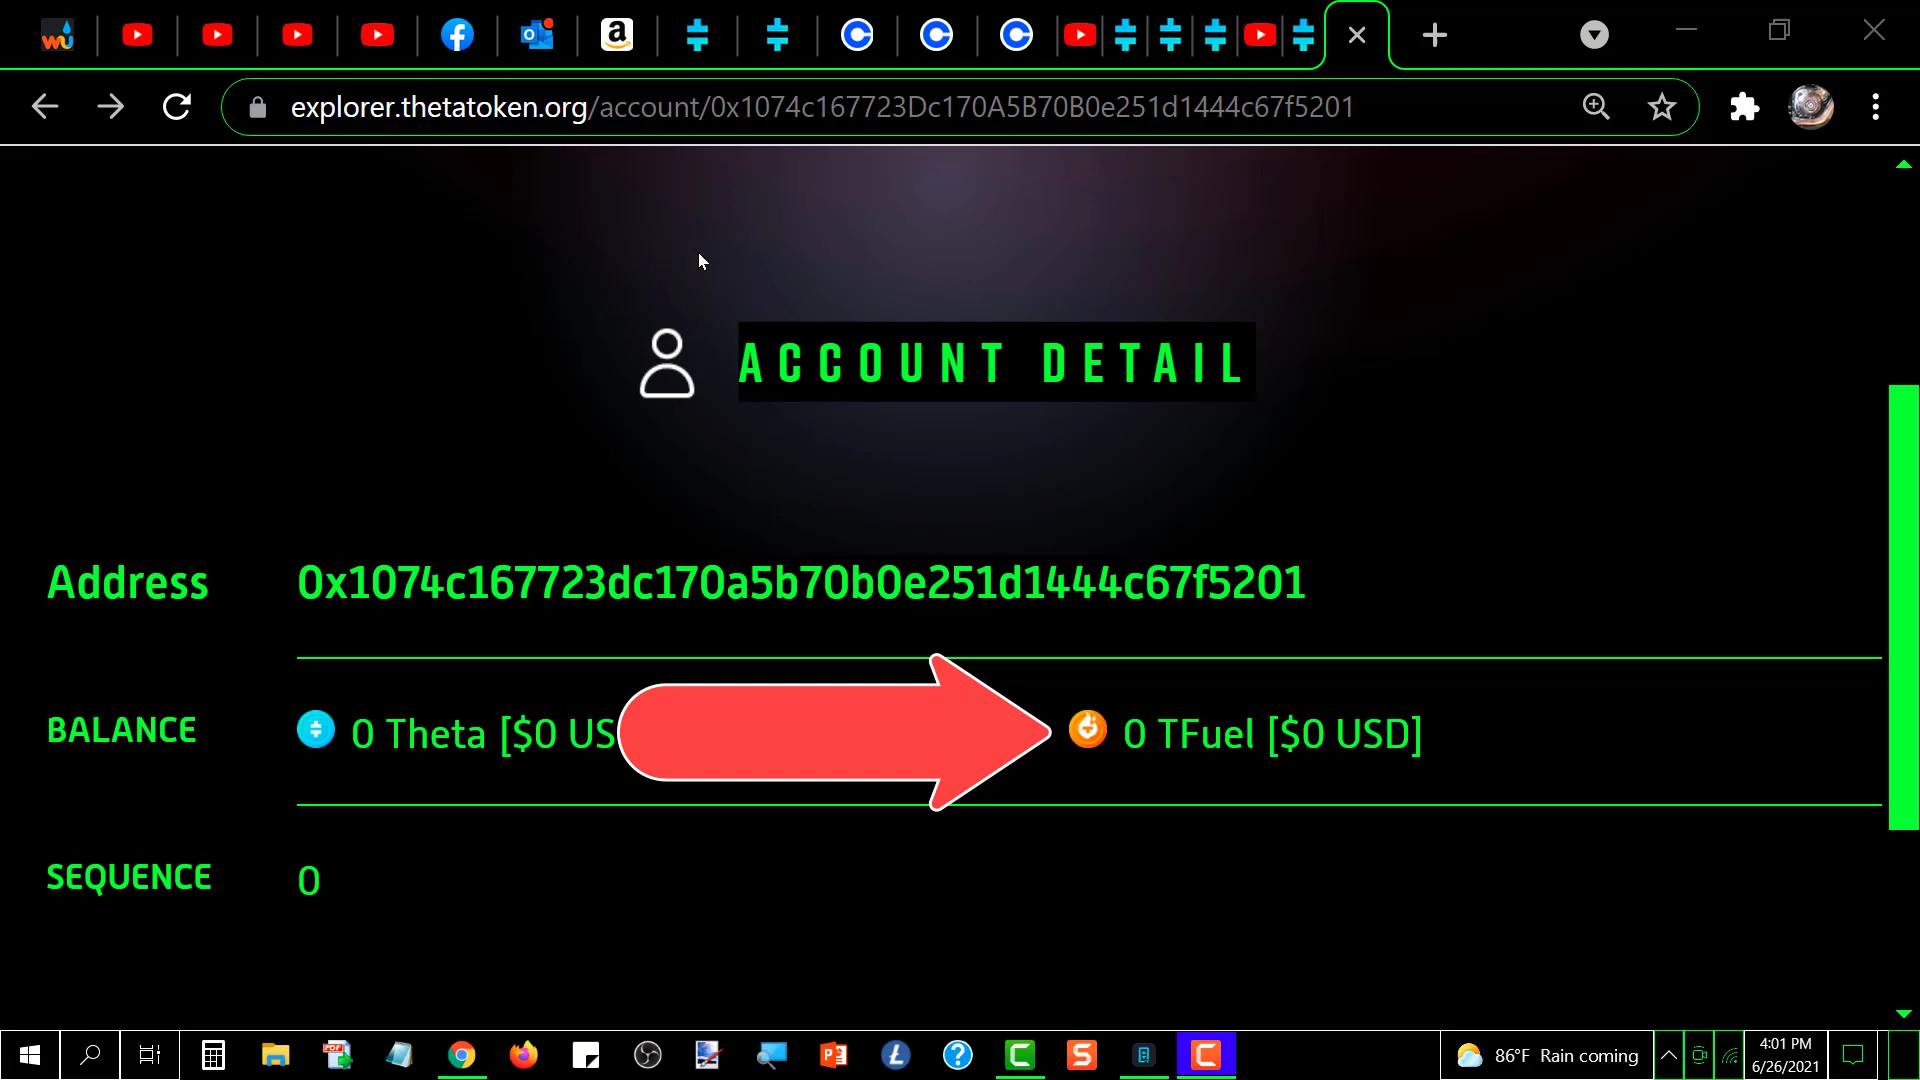 explorer.thetatoken.org/account/0x1074c167723Dc170A5B70B0e251d1444c67f5201
ACCOUNT DETAIL
Address 0x1074c167723dc170a5b70b0e251d1444c67f5201
BALANCE 0 Theta [$0 US 0 TFuel [$0 USD]
SEQUENCE 0
86°F Rain coming
4:01 PM
6/26/2021